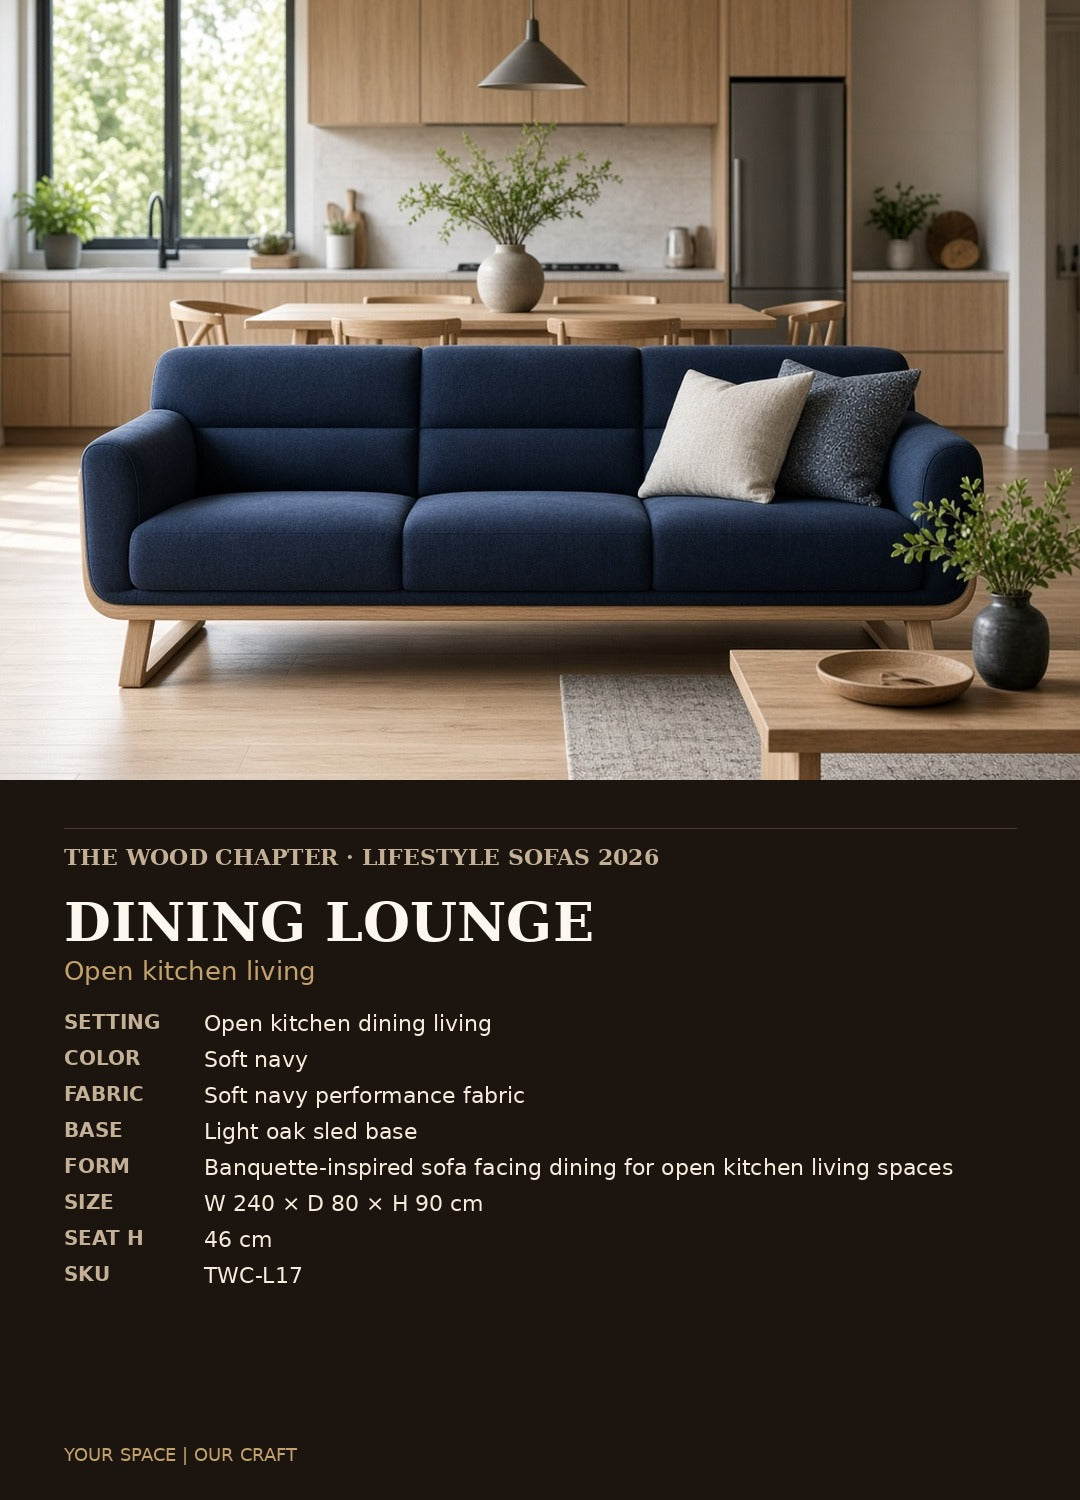 THE WOOD CHAPTER · LIFESTYLE SOFAS 2026
DINING LOUNGE
Open kitchen living
SETTING Open kitchen dining living
COLOR Soft navy
FABRIC Soft navy performance fabric
BASE Light oak sled base
FORM Banquette-inspired sofa facing dining for open kitchen living spaces
SIZE W 240 × D 80 × H 90 cm
SEAT H 46 cm
SKU TWC-L17
YOUR SPACE | OUR CRAFT